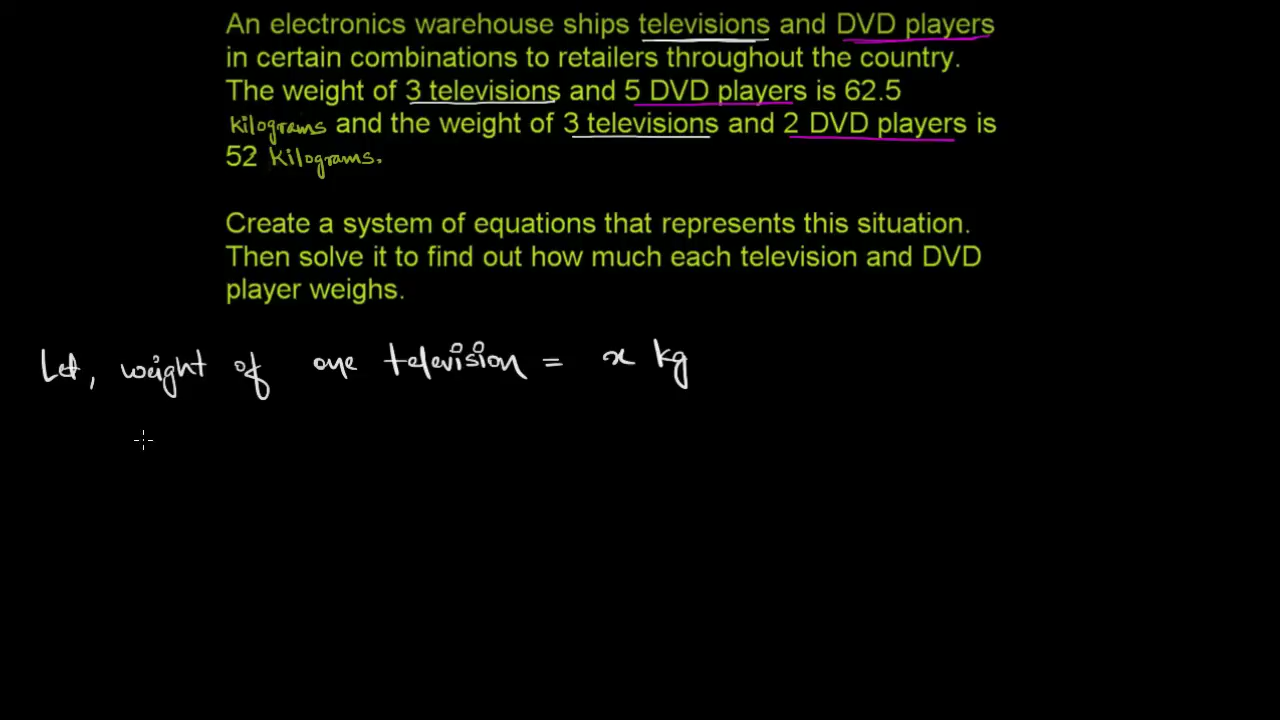 An electronics warehouse ships televisions and DVD players
in certain combinations to retailers throughout the country.
The weight of 3 televisions and 5 DVD players is 62.5
kilograms and the weight of 3 televisions and 2 DVD players is
52 kilograms.
Create a system of equations that represents this situation.
Then solve it to find out how much each television and DVD
player weighs.
Let, weight of one television = x kg